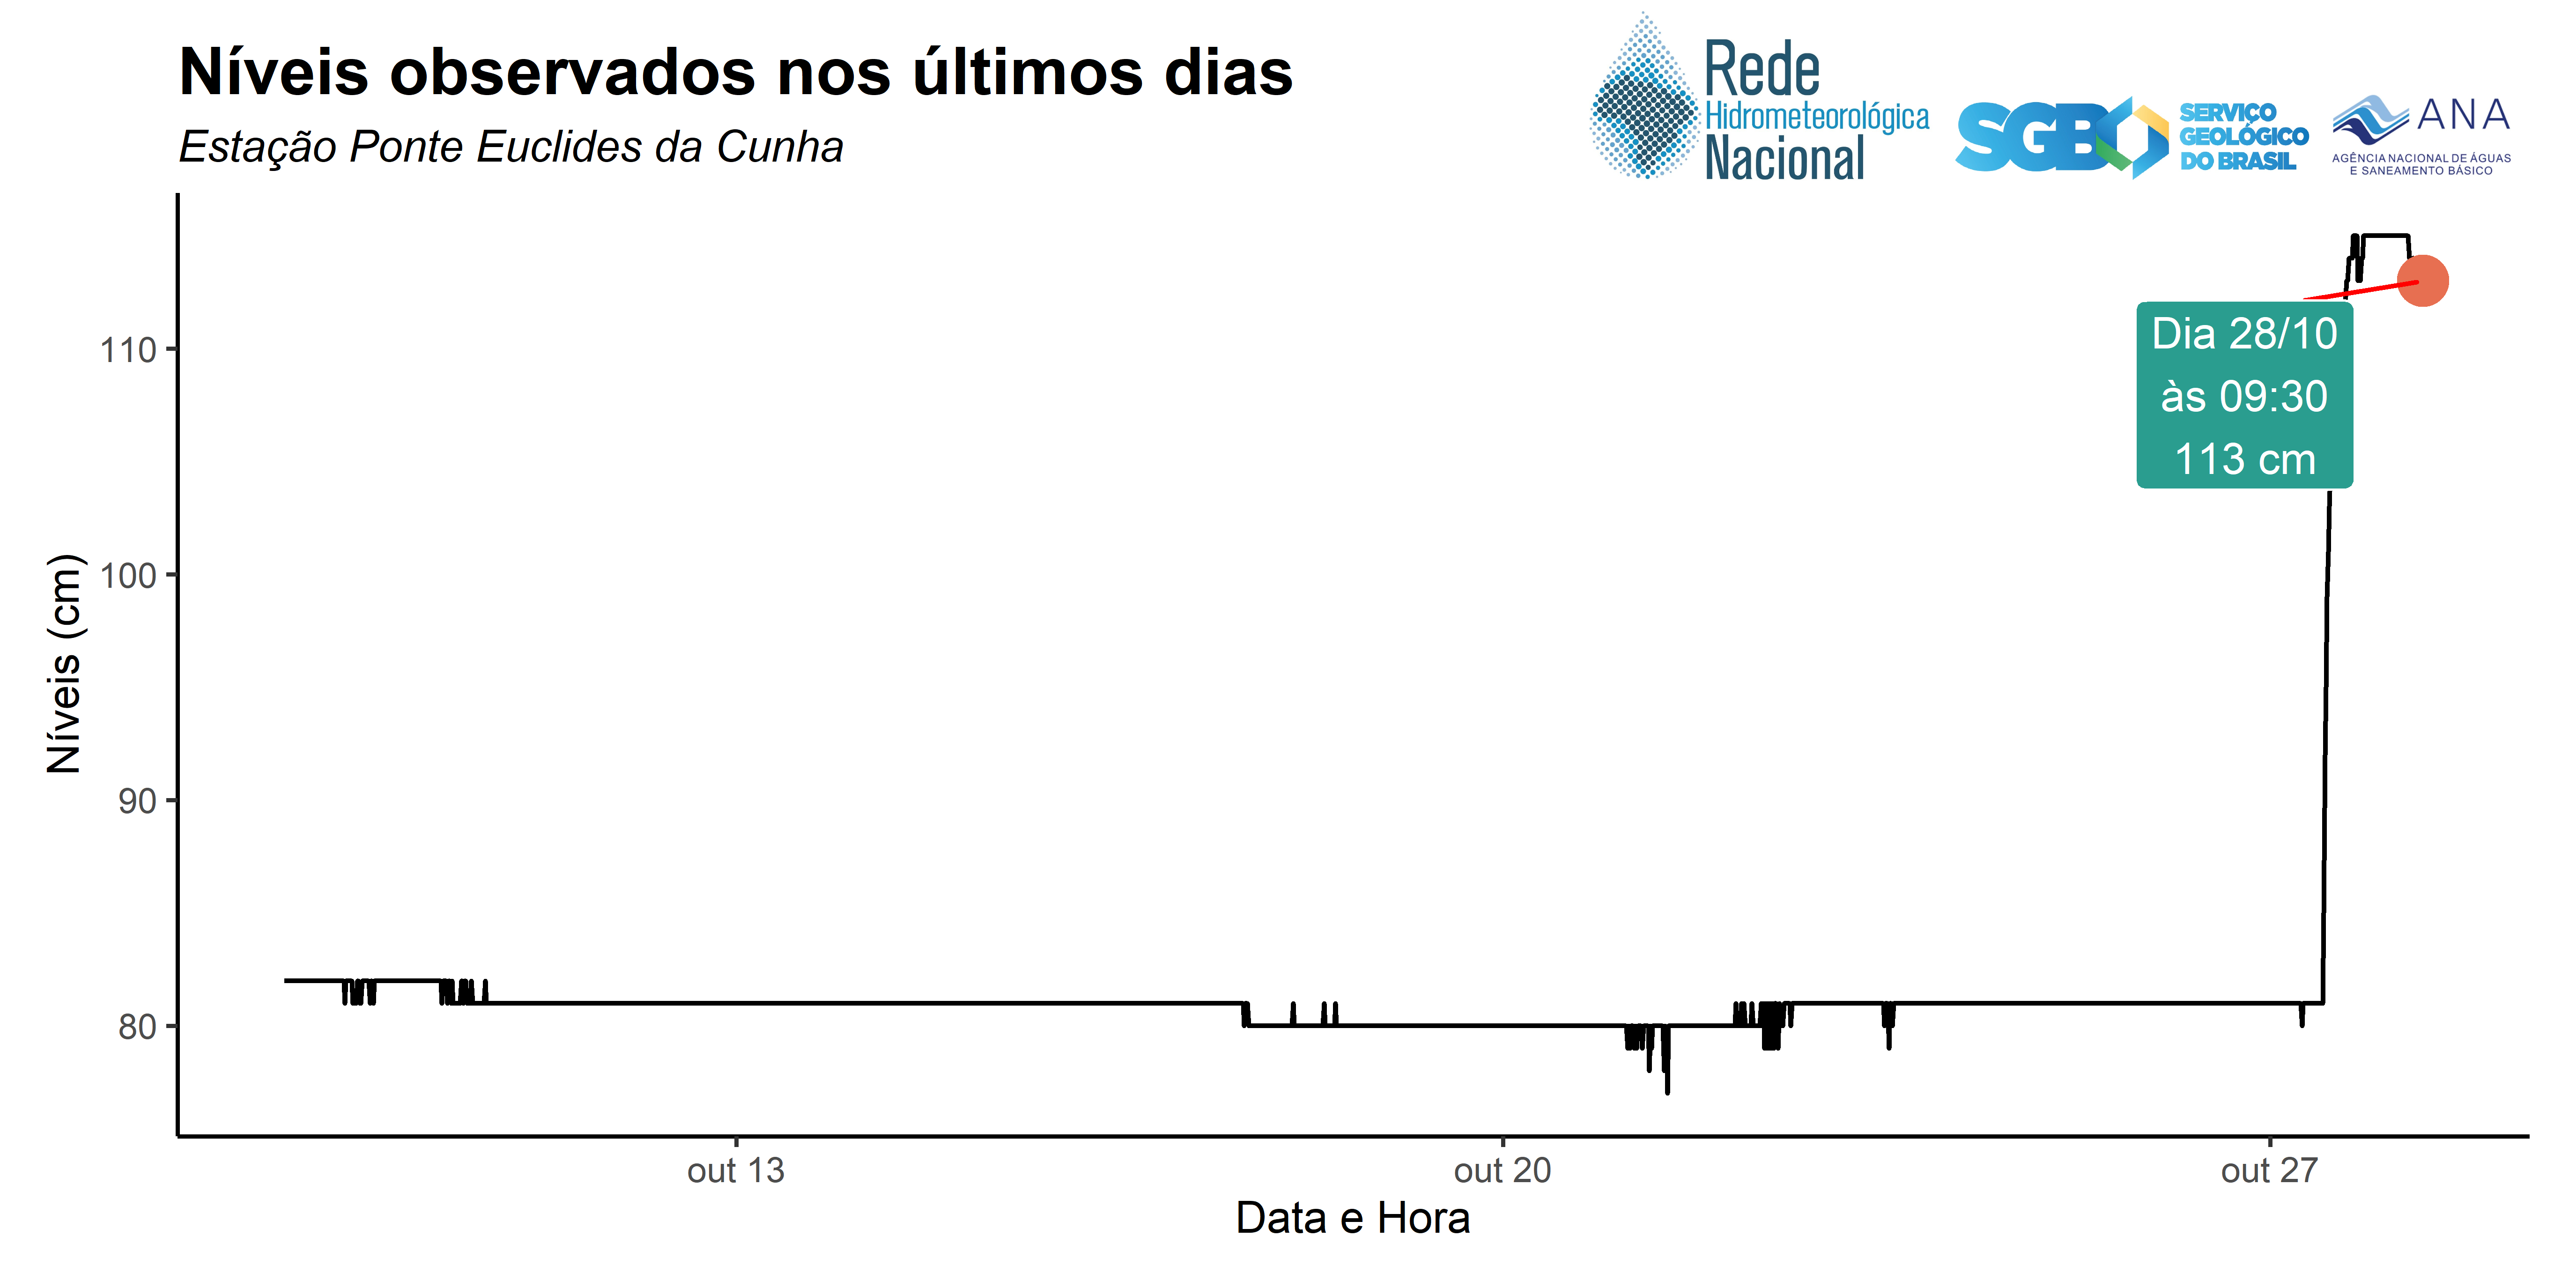 Níveis observados nos últimos dias
Estação Ponte Euclides da Cunha
Rede
Hidrometeorológica
Nacional
SGB
SERVIÇO
GEOLÓGICO
DO BRASIL
ANA
AGÊNCIA NACIONAL DE ÁGUAS
E SANEAMENTO BÁSICO
Níveis (cm)
110
100
90
80
Dia 28/10
às 09:30
113 cm
out 13
out 20
out 27
Data e Hora